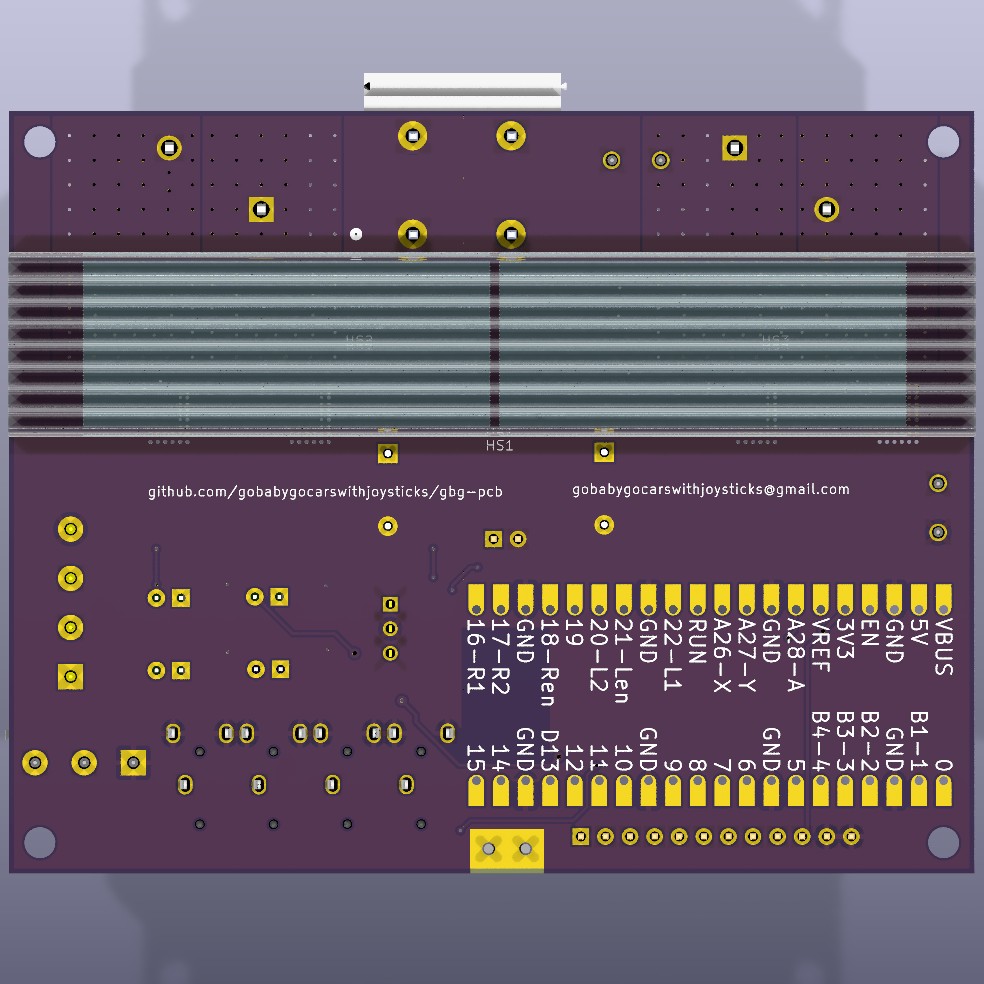 HS2
HS3
HS1
github.com/gobabygocarswithjoysticks/gbg-pcb
gobabygocarswithjoysticks@gmail.com
16-R1
17-R2
GND
18-Ren
19
20-L2
21-Len
GND
22-L1
RUN
A26-X
A27-Y
GND
A28-A
VREF
3V3
EN
GND
5V
VBUS
15
14
GND
D13
12
11
10
GND
9
8
7
6
GND
5
B4-4
B3-3
B2-2
GND
B1-1
0